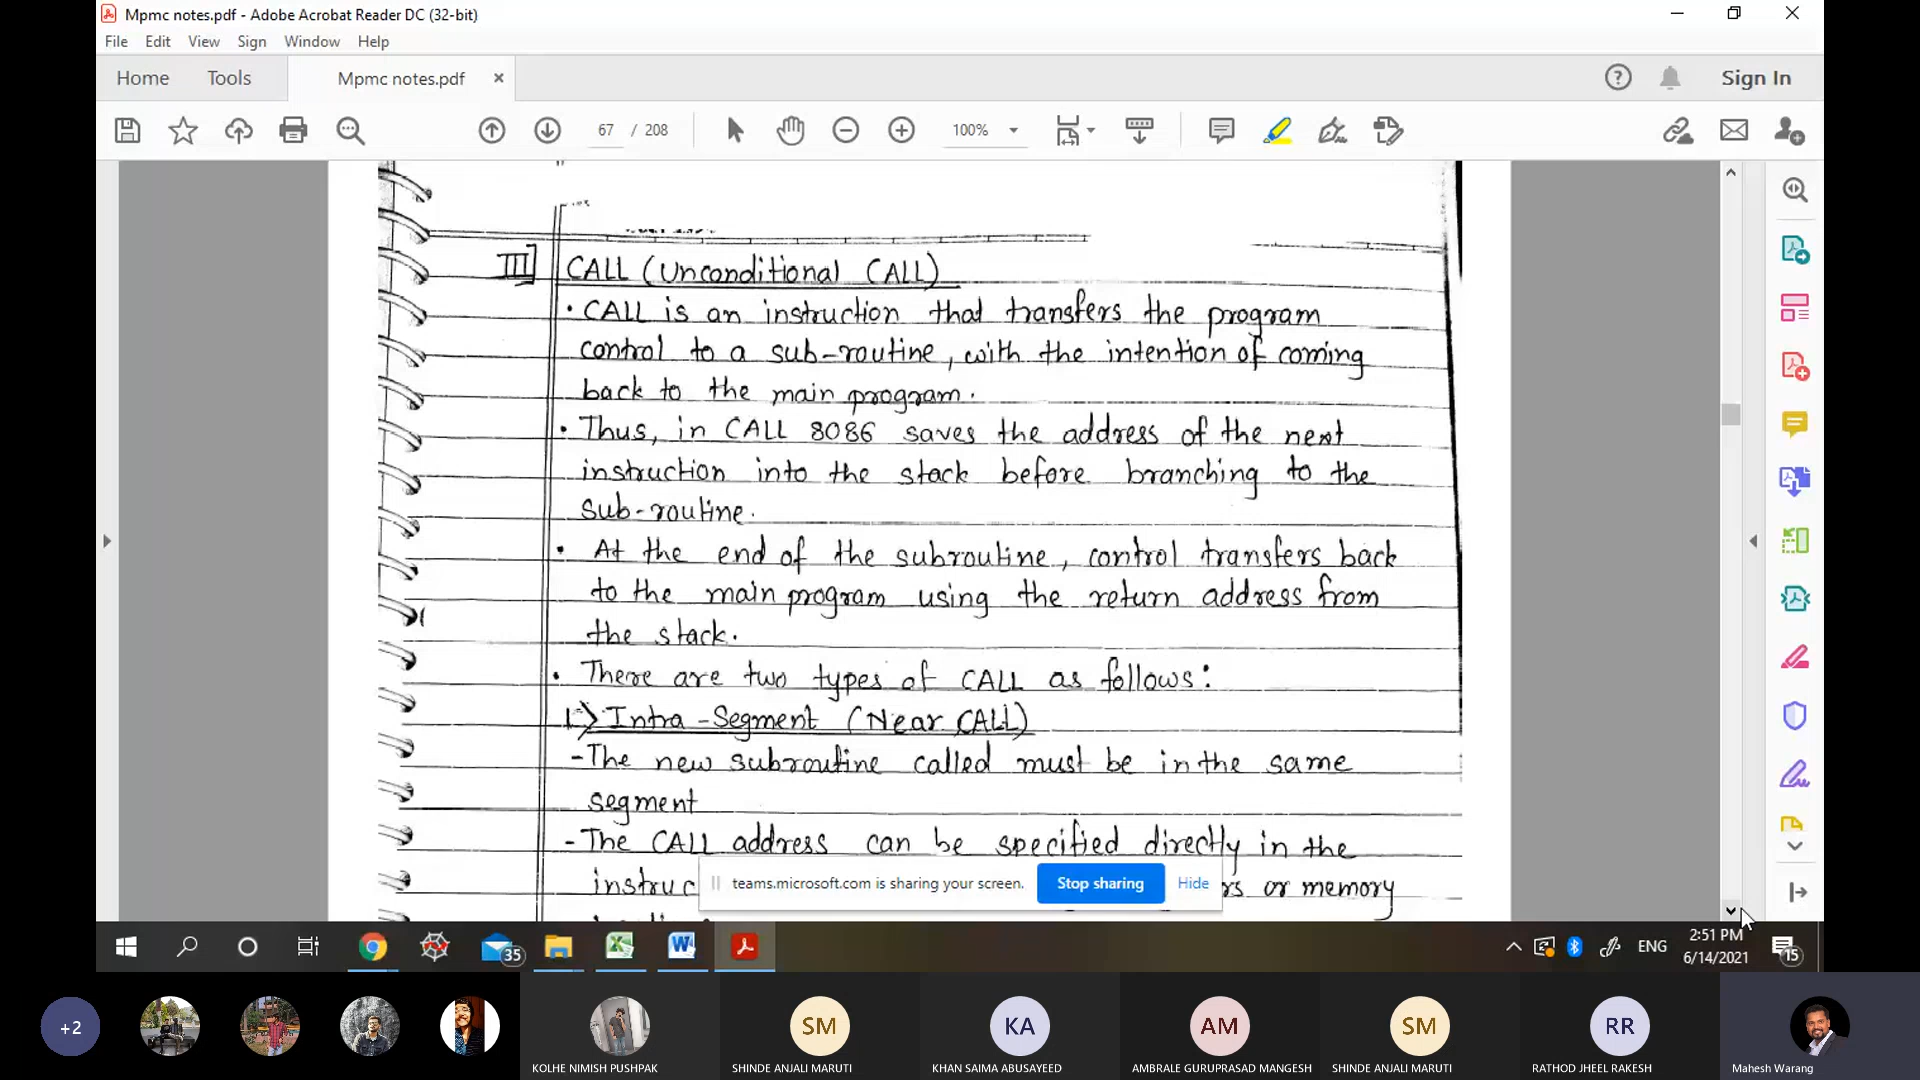 Mpmc notes.pdf - Adobe Acrobat Reader DC (32-bit)
File Edit View Sign Window Help
Home Tools Mpmc notes.pdf Sign In
67 / 208 100%
III] CALL (Unconditional CALL)
• CALL is an instruction that transfers the program
control to a sub-routine, with the intention of coming
back to the main program.
• Thus, in CALL 8086 saves the address of the next
instruction into the stack before branching to the
sub-routine.
• At the end of the subroutine, control transfers back
to the main program using the return address from
the stack.
• There are two types of CALL as follows:
1.) Intra-Segment (Near CALL)
-The new subroutine called must be in the same
segment
-The CALL address can be specified directly in the
instruc
or memory
teams.microsoft.com is sharing your screen. Stop sharing Hide
35
ENG
2:51 PM
6/14/2021
15
+2
SM KA AM SM RR
KOLHE NIMISH PUSHPAK SHINDE ANJALI MARUTI KHAN SAIMA ABUSAYEED AMBRALE GURUPRASAD MANGESH SHINDE ANJALI MARUTI RATHOD JHEEL RAKESH Mahesh Warang